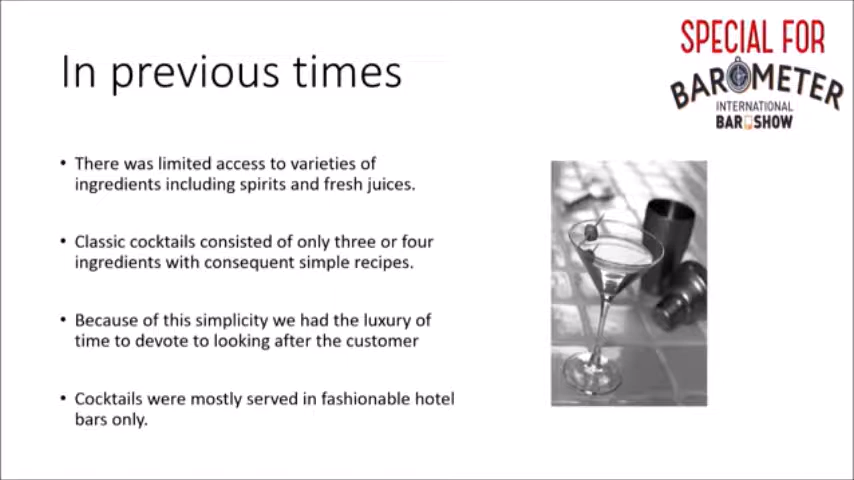 SPECIAL FOR
BAROMETER
INTERNATIONAL
BAR SHOW
In previous times
• There was limited access to varieties of
ingredients including spirits and fresh juices.
• Classic cocktails consisted of only three or four
ingredients with consequent simple recipes.
• Because of this simplicity we had the luxury of
time to devote to looking after the customer
• Cocktails were mostly served in fashionable hotel
bars only.